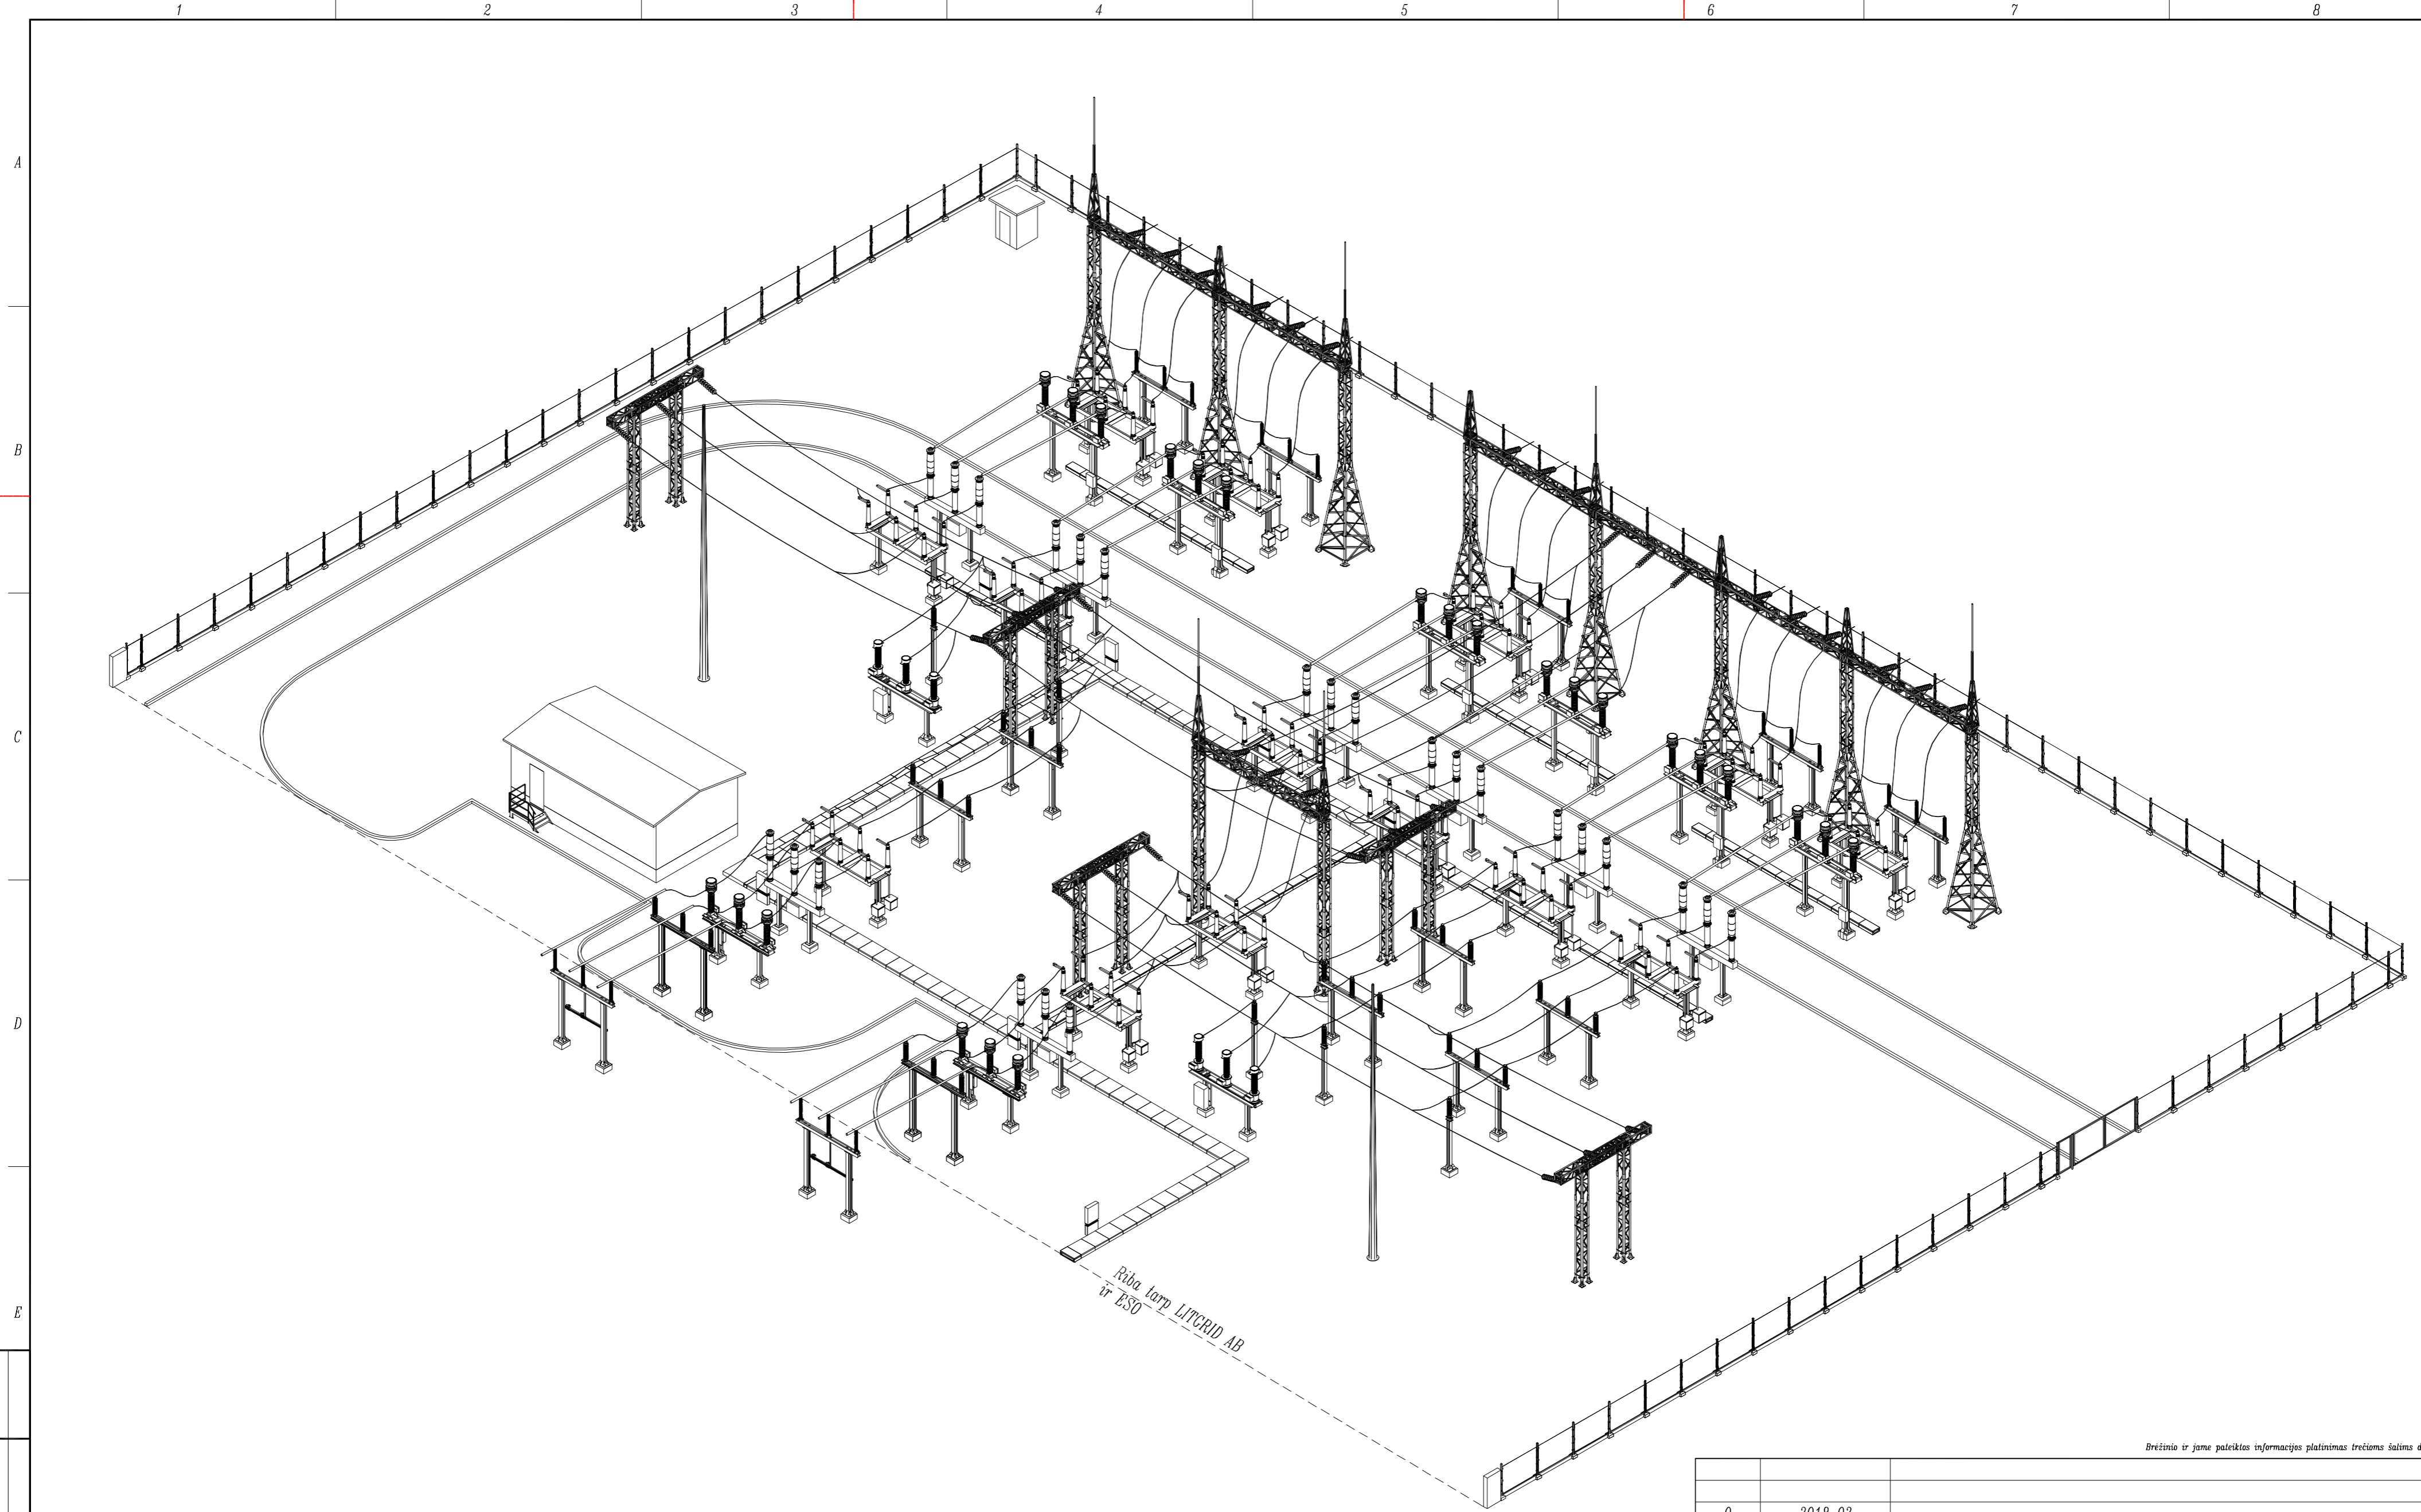 1 2 3 4 5 6 7 8
A
B
C
D
E
Riba tarp LITGRID AB
ir ESO
Brėžinio ir jame pateiktos informacijos platinimas trečioms šalims d
0 2018-02